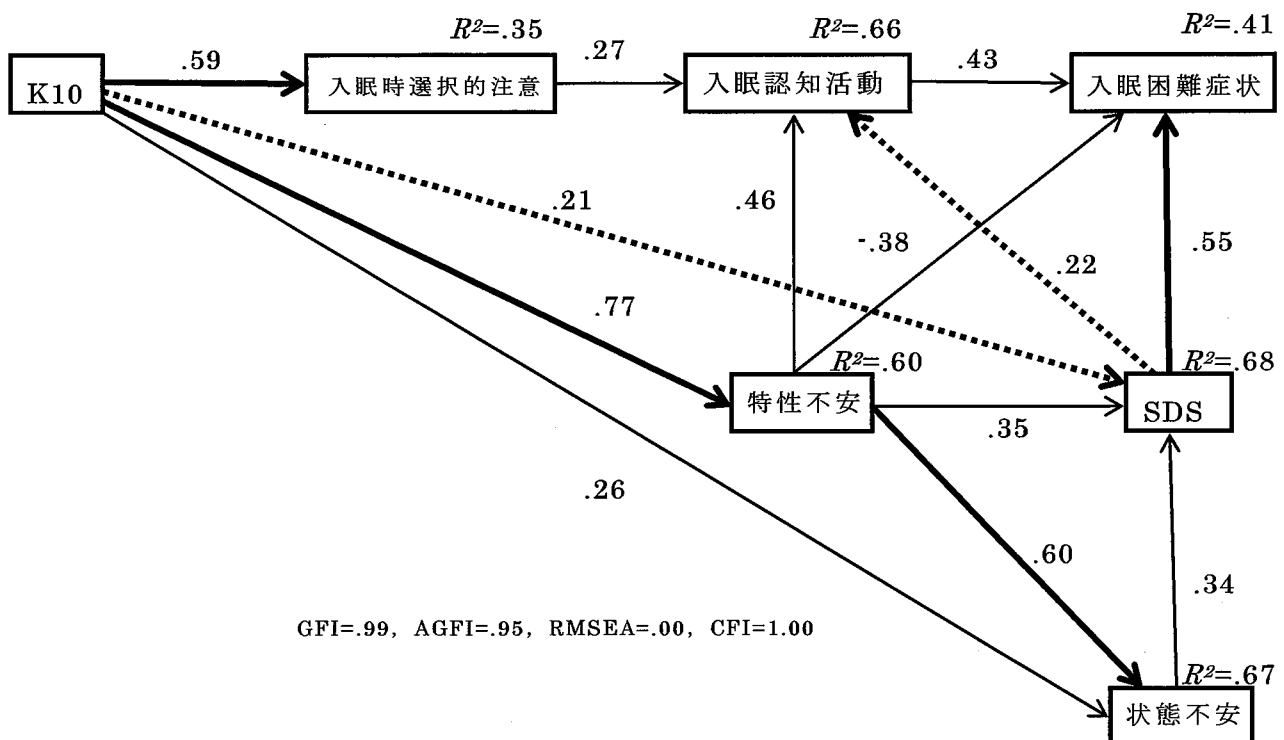 R²=.35
R²=.66
R²=.41
.59
.27
.43
K10
入眠時選択的注意
入眠認知活動
入眠困難症状
.21
.46
-.38
.22
.55
.77
R²=.60
R²=.68
特性不安
SDS
.35
.26
.60
.34
GFI=.99, AGFI=.95, RMSEA=.00, CFI=1.00
R²=.67
状態不安